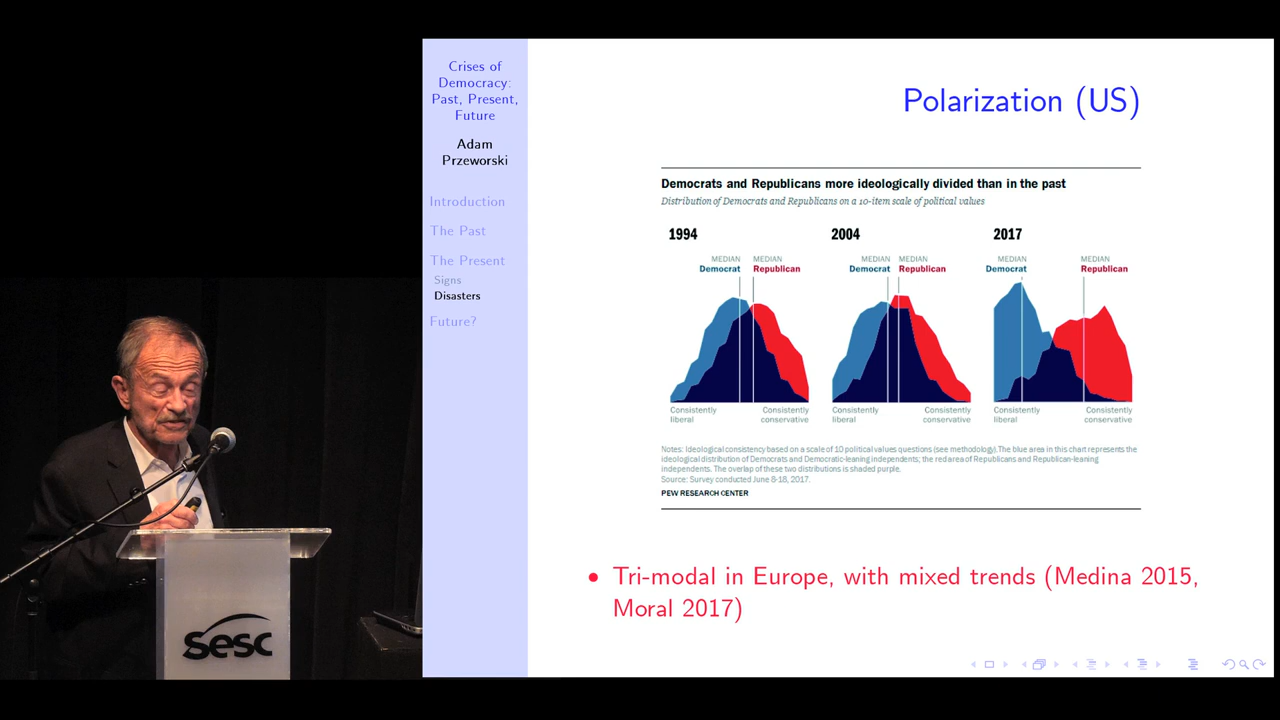 Crises of
Democracy:
Past, Present,
Future
Adam
Przeworski
Introduction
The Past
The Present
Signs
Disasters
Future?
Polarization (US)
Democrats and Republicans more ideologically divided than in the past
Distribution of Democrats and Republicans on a 10-item scale of political values
1994
2004
2017
MEDIAN MEDIAN
Democrat Republican
MEDIAN MEDIAN
Democrat Republican
MEDIAN MEDIAN
Democrat Republican
Consistently Consistently
liberal conservative
Consistently Consistently
liberal conservative
Consistently Consistently
liberal conservative
Notes: Ideological consistency based on a scale of 10 political values questions (see methodology).The blue area in this chart represents the
ideological distribution of Democrats and Democratic-leaning independents; the red area of Republicans and Republican-leaning
independents. The overlap of these two distributions is shaded purple.
Source: Survey conducted June 8-18, 2017.
PEW RESEARCH CENTER
• Tri-modal in Europe, with mixed trends (Medina 2015,
Moral 2017)
sesc